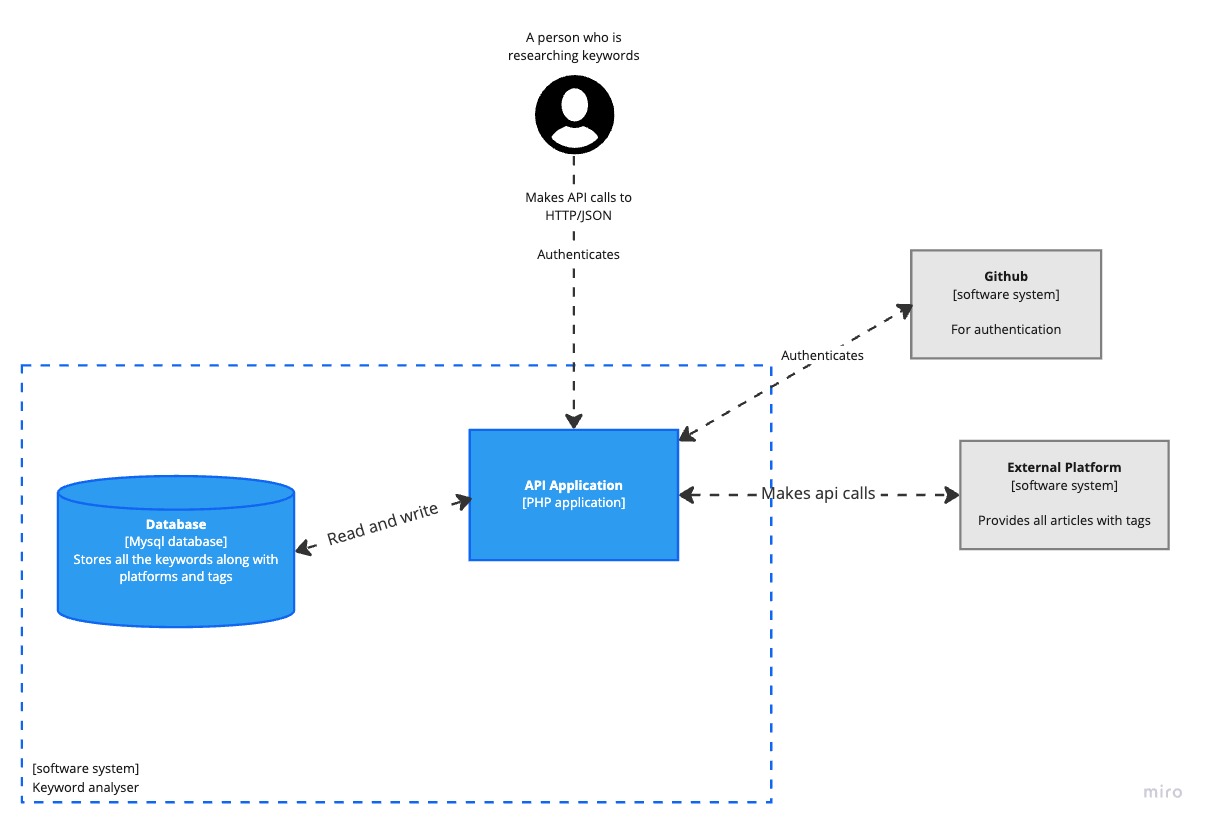 A person who is
researching keywords
Makes API calls to
HTTP/JSON
Authenticates
Github
[software system]
For authentication
Authenticates
External Platform
[software system]
Provides all articles with tags
Makes api calls
API Application
[PHP application]
Read and write
Database
[Mysql database]
Stores all the keywords along with
platforms and tags
[software system]
Keyword analyser
miro